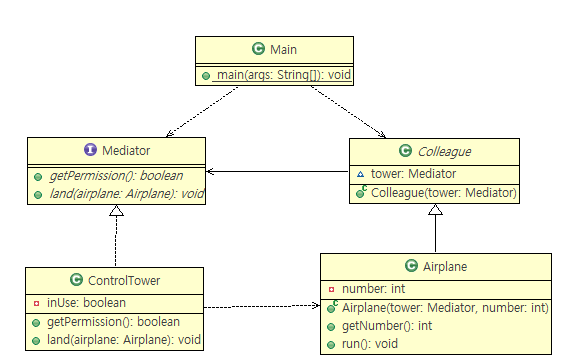 C Main
main(args: String[]): void
I Mediator
getPermission(): boolean
land(airplane: Airplane): void
C Colleague
tower: Mediator
C Colleague(tower: Mediator)
C ControlTower
inUse: boolean
getPermission(): boolean
land(airplane: Airplane): void
C Airplane
number: int
C Airplane(tower: Mediator, number: int)
getNumber(): int
run(): void